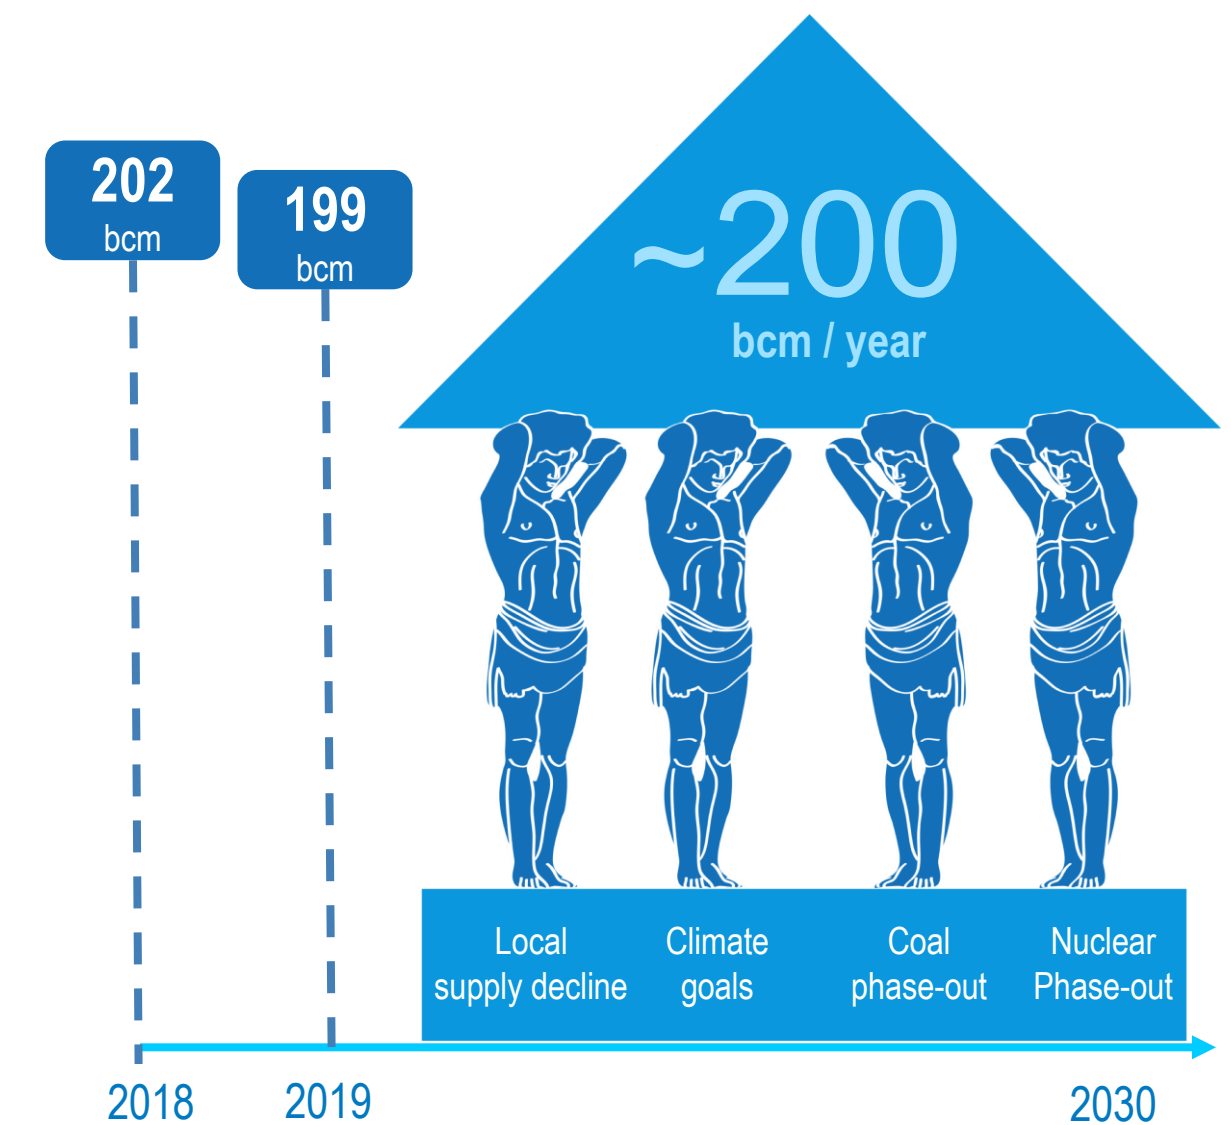 202
bcm
199
bcm
~200
bcm / year
Local
supply decline
Climate
goals
Coal
phase-out
Nuclear
Phase-out
2018
2019
2030